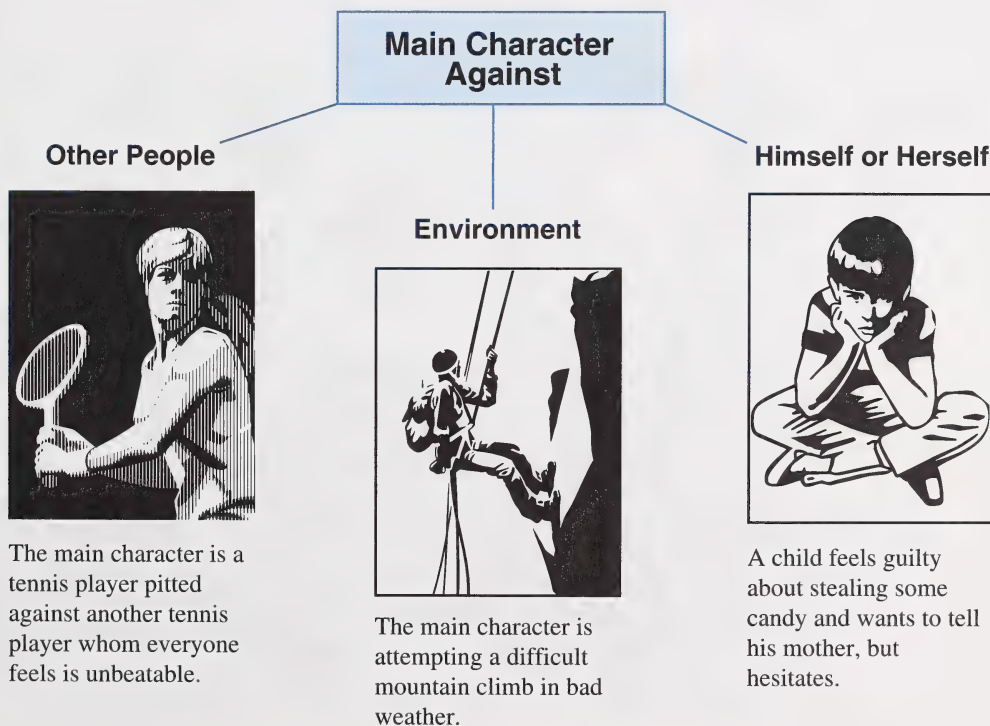 Main Character
Against
Other People
The main character is a
tennis player pitted
against another tennis
player whom everyone
feels is unbeatable.
Environment
The main character is
attempting a difficult
mountain climb in bad
weather.
Himself or Herself
A child feels guilty
about stealing some
candy and wants to tell
his mother, but
hesitates.